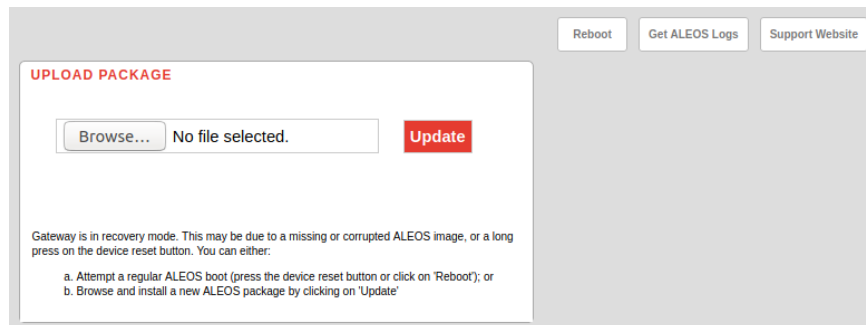 Reboot
Get ALEOS Logs
Support Website
UPLOAD PACKAGE
Browse... No file selected.
Update
Gateway is in recovery mode. This may be due to a missing or corrupted ALEOS image, or a long
press on the device reset button. You can either:
a. Attempt a regular ALEOS boot (press the device reset button or click on 'Reboot'); or
b. Browse and install a new ALEOS package by clicking on 'Update'